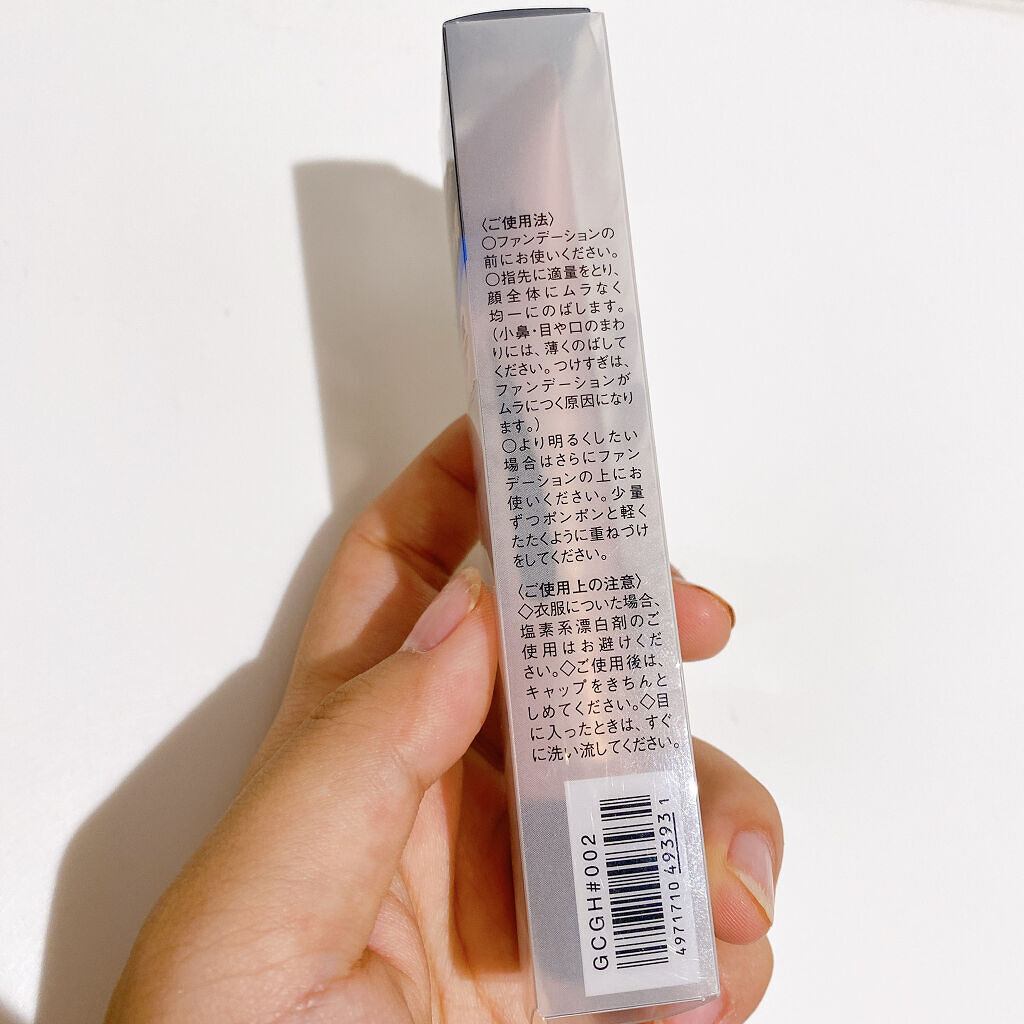 〈ご使用法〉
○ファンデーションの
前にお使いください。
○指先に適量をとり、
顔全体にムラなく
均一にのばします。
(小鼻・目や口のまわ
りには、薄くのばして
ください。つけすぎは、
ファンデーションが
ムラにつく原因になり
ます。)
○より明るくしたい
場合はさらにファン
デーションの上にお
使いください。少量
ずつポンポンと軽く
たたくように重ねづけ
をしてください。
〈ご使用上の注意〉
◇衣服についた場合、
塩素系漂白剤のご
使用はお避けくだ
さい。◇ご使用後は、
キャップをきちんと
しめてください。◇目
に入ったときは、すぐ
に洗い流してください。
GCGH#002
4971710 493931